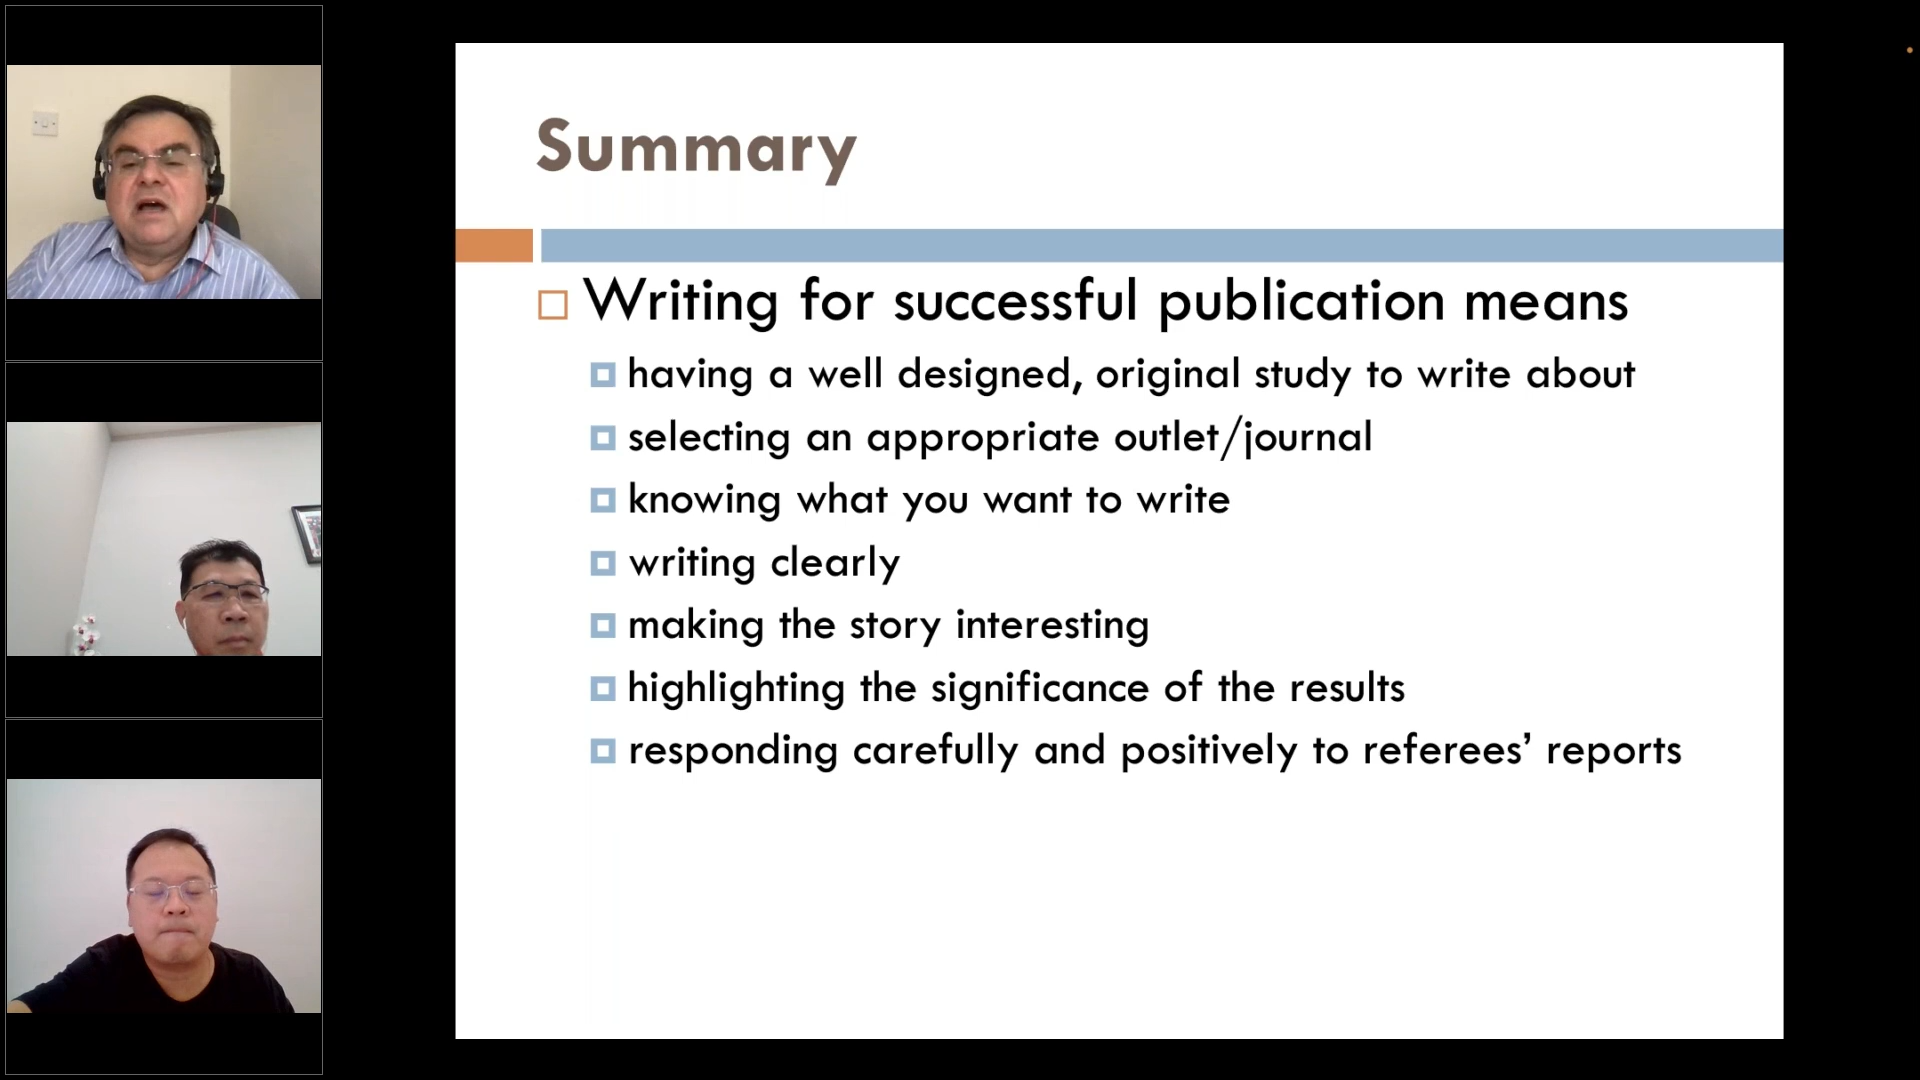 Summary
Writing for successful publication means
having a well designed, original study to write about
selecting an appropriate outlet/journal
knowing what you want to write
writing clearly
making the story interesting
highlighting the significance of the results
responding carefully and positively to referees’ reports